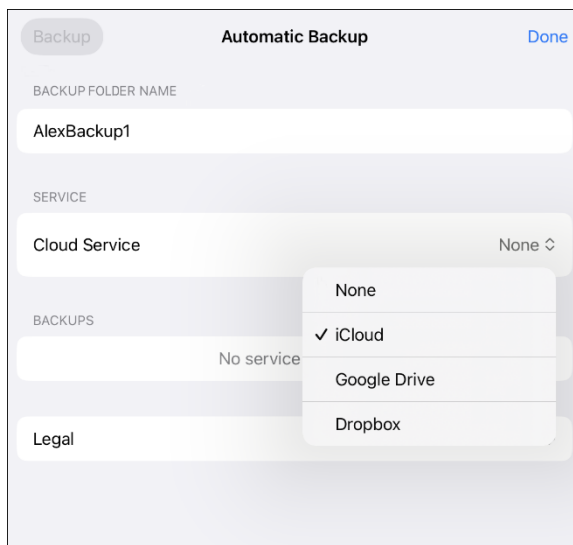 Backup Automatic Backup Done
BACKUP FOLDER NAME
AlexBackup1
SERVICE
Cloud Service None
None
BACKUPS
✓ iCloud
No service
Google Drive
Dropbox
Legal